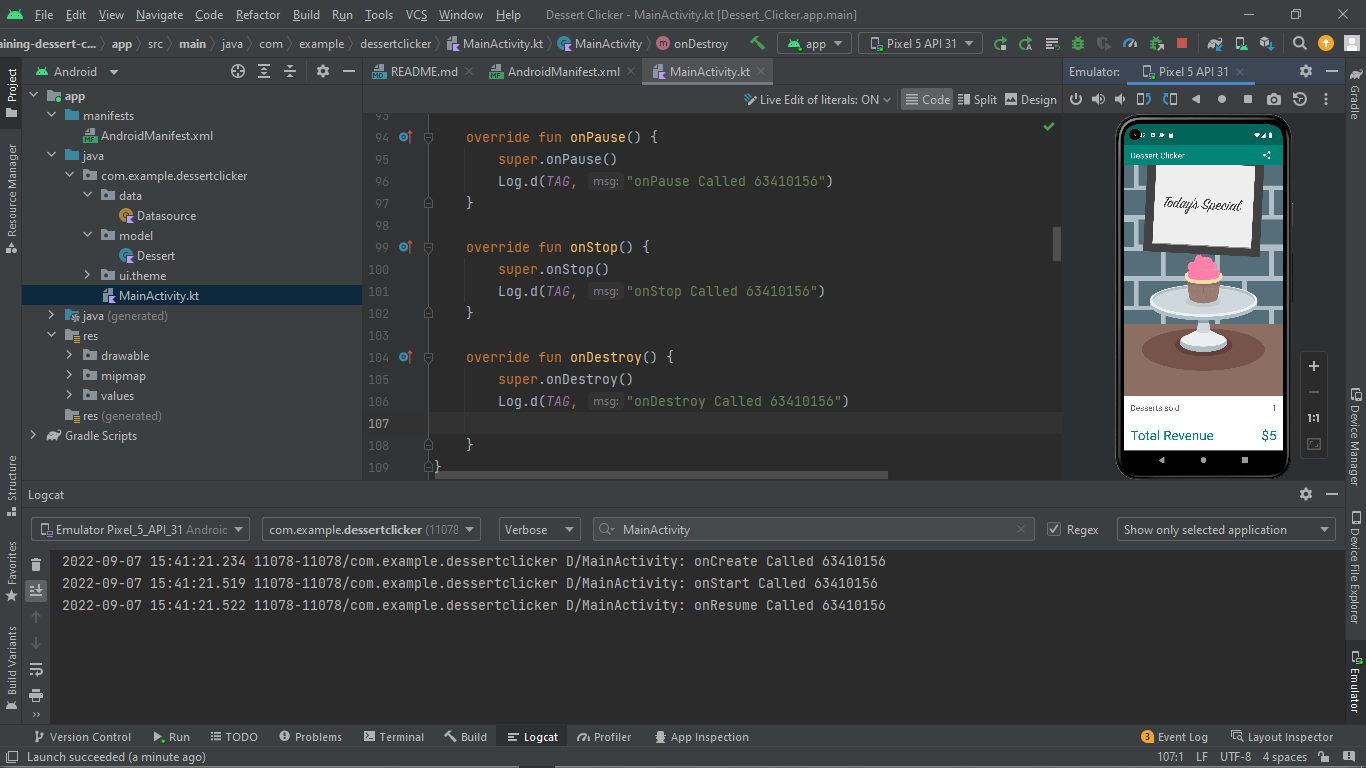 File Edit View Navigate Code Refactor Build Run Tools VCS Window Help Dessert Clicker - MainActivity.kt [Dessert_Clicker.app.main]
aining-dessert-c... app src main java com example dessertclicker MainActivity.kt MainActivity onDestroy app Pixel 5 API 31
Android README.md AndroidManifest.xml MainActivity.kt Emulator: Pixel 5 API 31
Live Edit of literals: ON Code Split Design
Project
Resource Manager
Structure
Favorites
Build Variants
app
manifests
AndroidManifest.xml
java
com.example.dessertclicker
data
Datasource
model
Dessert
ui.theme
MainActivity.kt
java (generated)
res
drawable
mipmap
values
res (generated)
Gradle Scripts
93
94 override fun onPause() {
95 super.onPause()
96 Log.d(TAG, msg: "onPause Called 63410156")
97 }
98
99 override fun onStop() {
100 super.onStop()
101 Log.d(TAG, msg: "onStop Called 63410156")
102 }
103
104 override fun onDestroy() {
105 super.onDestroy()
106 Log.d(TAG, msg: "onDestroy Called 63410156")
107
108 }
109 }
Dessert Clicker
Today's Special
Desserts sold 1
Total Revenue $5
1:1
Gradle
Device Manager
Device File Explorer
Emulator
Logcat
Emulator Pixel_5_API_31 Android com.example.dessertclicker (11078 Verbose MainActivity Regex Show only selected application
2022-09-07 15:41:21.234 11078-11078/com.example.dessertclicker D/MainActivity: onCreate Called 63410156
2022-09-07 15:41:21.519 11078-11078/com.example.dessertclicker D/MainActivity: onStart Called 63410156
2022-09-07 15:41:21.522 11078-11078/com.example.dessertclicker D/MainActivity: onResume Called 63410156
Version Control Run TODO Problems Terminal Build Logcat Profiler App Inspection 3 Event Log Layout Inspector
Launch succeeded (a minute ago) 107:1 LF UTF-8 4 spaces